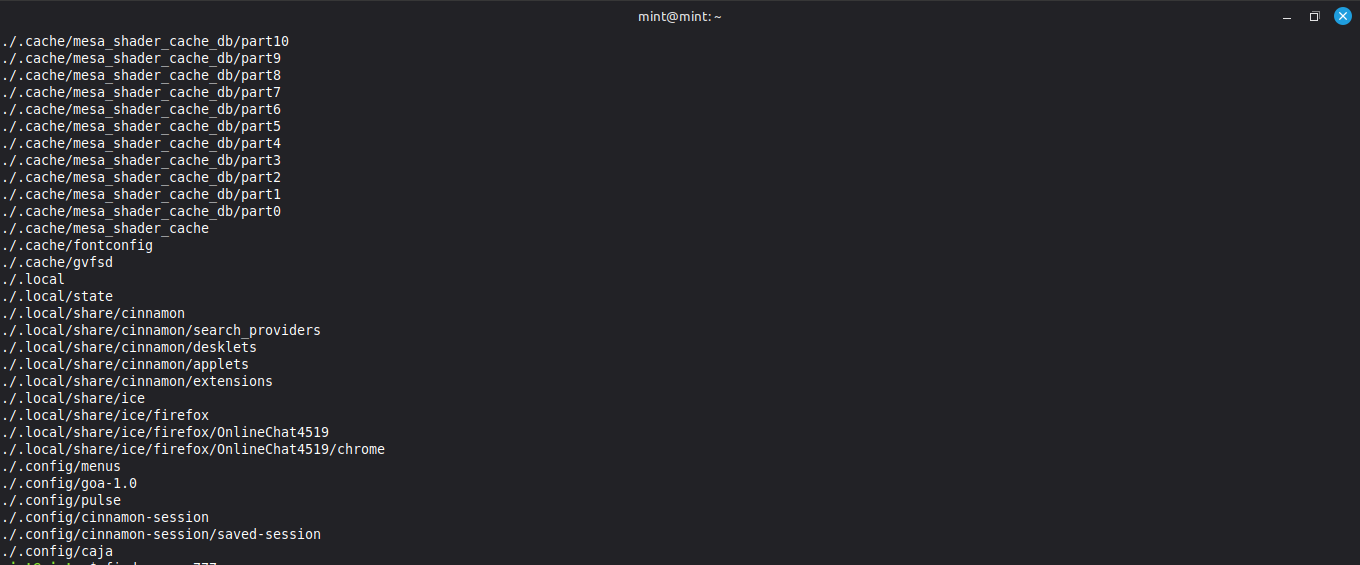 mint@mint: ~
./.cache/mesa_shader_cache_db/part10
./.cache/mesa_shader_cache_db/part9
./.cache/mesa_shader_cache_db/part8
./.cache/mesa_shader_cache_db/part7
./.cache/mesa_shader_cache_db/part6
./.cache/mesa_shader_cache_db/part5
./.cache/mesa_shader_cache_db/part4
./.cache/mesa_shader_cache_db/part3
./.cache/mesa_shader_cache_db/part2
./.cache/mesa_shader_cache_db/part1
./.cache/mesa_shader_cache_db/part0
./.cache/mesa_shader_cache
./.cache/fontconfig
./.cache/gvfsd
./.local
./.local/state
./.local/share/cinnamon
./.local/share/cinnamon/search_providers
./.local/share/cinnamon/desklets
./.local/share/cinnamon/applets
./.local/share/cinnamon/extensions
./.local/share/ice
./.local/share/ice/firefox
./.local/share/ice/firefox/OnlineChat4519
./.local/share/ice/firefox/OnlineChat4519/chrome
./.config/menus
./.config/goa-1.0
./.config/pulse
./.config/cinnamon-session
./.config/cinnamon-session/saved-session
./.config/caja